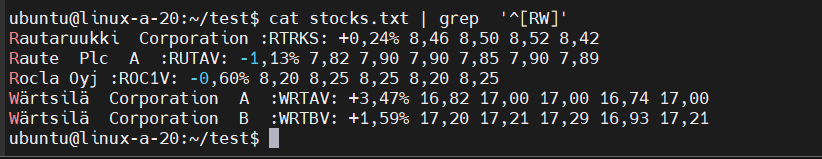 ubuntu@linux-a-20:~/test$ cat stocks.txt | grep  '^[RW]'
Rautaruukki  Corporation :RTRKS: +0,24% 8,46 8,50 8,52 8,42
Raute  Plc  A  :RUTAV: -1,13% 7,82 7,90 7,90 7,85 7,90 7,89
Rocla Oyj :ROC1V: -0,60% 8,20 8,25 8,25 8,20 8,25
Wärtsilä  Corporation  A  :WRTAV: +3,47% 16,82 17,00 17,00 16,74 17,00
Wärtsilä  Corporation  B  :WRTBV: +1,59% 17,20 17,21 17,29 16,93 17,21
ubuntu@linux-a-20:~/test$